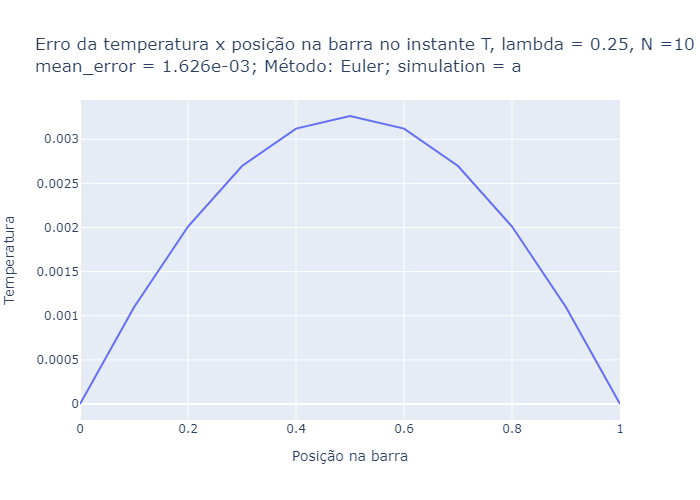 Erro da temperatura x posição na barra no instante T, lambda = 0.25, N =10
mean_error = 1.626e-03; Método: Euler; simulation = a
0.003
0.0025
0.002
0.0015
0.001
0.0005
0
Temperatura
0 0.2 0.4 0.6 0.8 1
Posição na barra